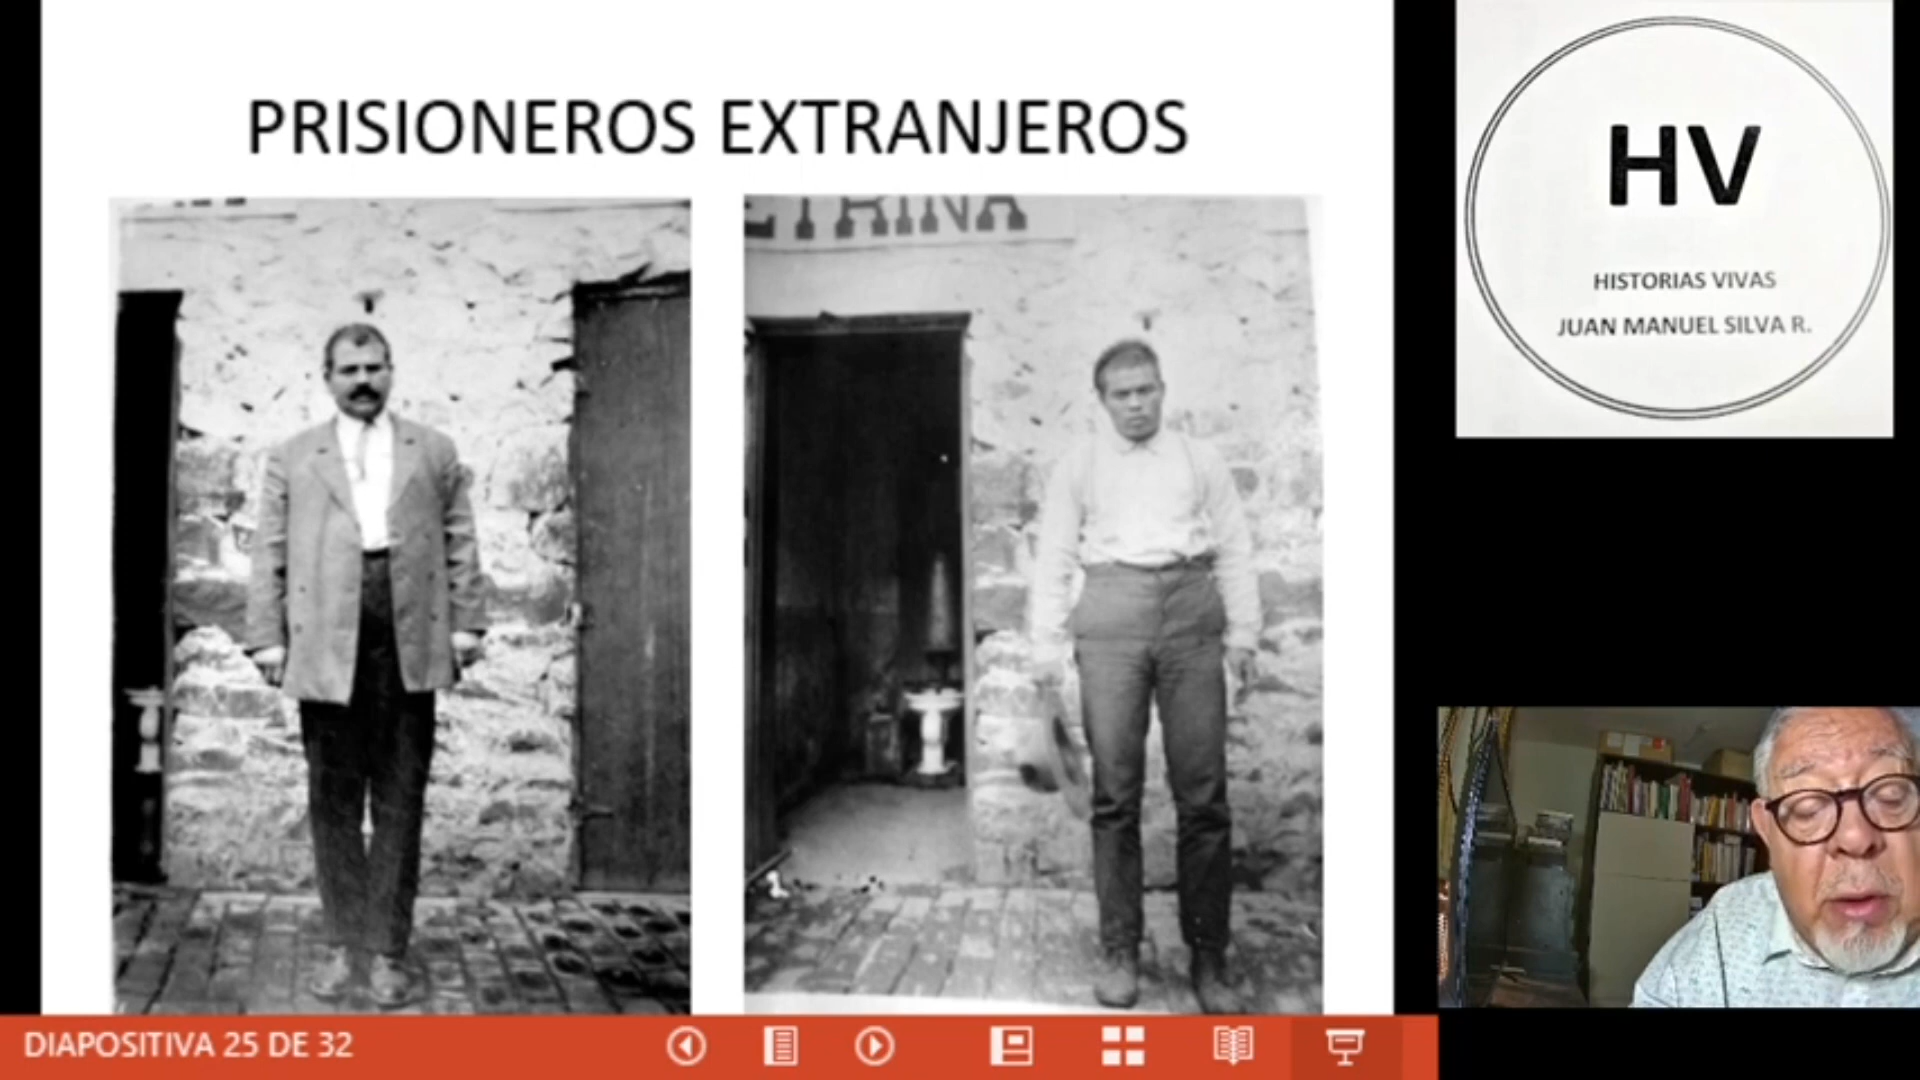 PRISIONEROS EXTRANJEROS
HV
HISTORIAS VIVAS
JUAN MANUEL SILVA R.
DIAPOSITIVA 25 DE 32